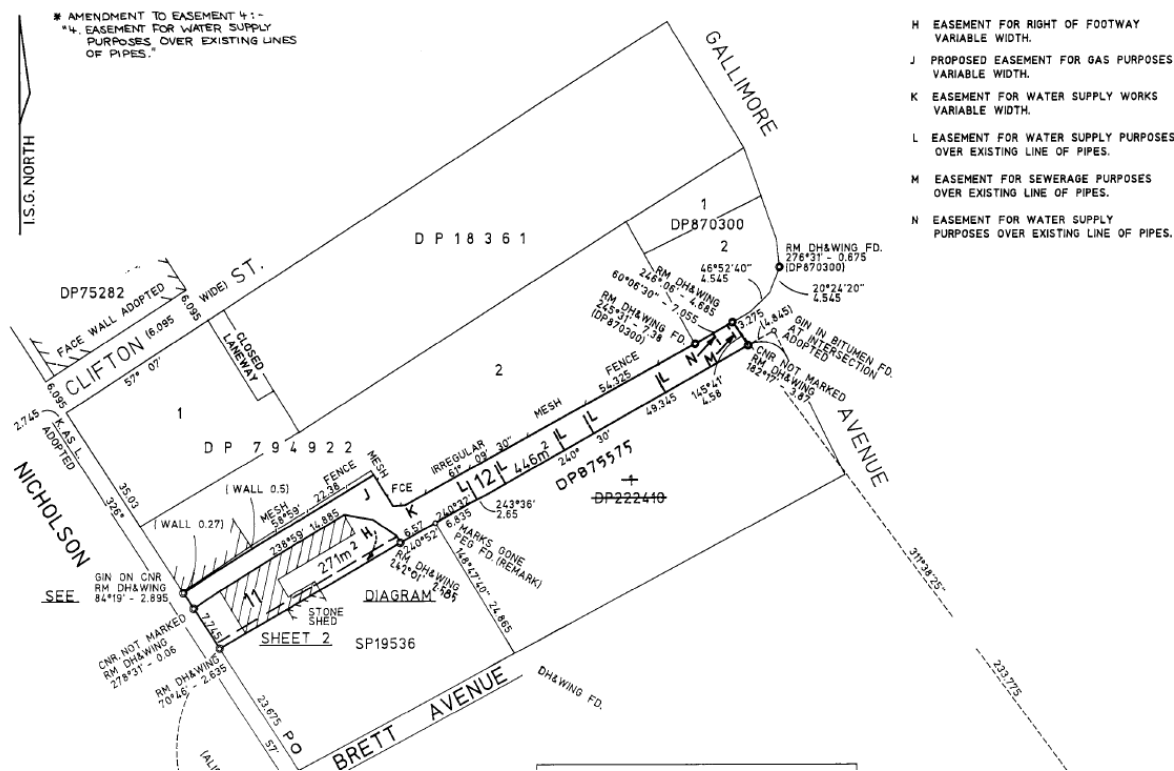 * AMENDMENT TO EASEMENT 4:-
"4. EASEMENT FOR WATER SUPPLY
PURPOSES OVER EXISTING LINES
OF PIPES."
I.S.G. NORTH
H EASEMENT FOR RIGHT OF FOOTWAY
VARIABLE WIDTH.
J PROPOSED EASEMENT FOR GAS PURPOSES
VARIABLE WIDTH.
K EASEMENT FOR WATER SUPPLY WORKS
VARIABLE WIDTH.
L EASEMENT FOR WATER SUPPLY PURPOSES
OVER EXISTING LINE OF PIPES.
M EASEMENT FOR SEWERAGE PURPOSES
OVER EXISTING LINE OF PIPES.
N EASEMENT FOR WATER SUPPLY
PURPOSES OVER EXISTING LINE OF PIPES.
GALLIMORE
AVENUE
DP18361
1
DP870300
2
RM DH&WING FD.
276°31' - 0.675
(DP870300)
46°52'40"
4.545
20°24'20"
4.545
RM DH&WING
246°.06' - 4.685
60°06'30" - 7.055
RM DH&WING FD.
245°31' - 7.38
(DP870300)
3.275
(4.845)
GIN IN BITUMEN FD.
AT INTERSECTION
ADOPTED
CNR NOT MARKED
RM DH&WING
182°17' - 3.87
145°41'
4.58
N
M
DP75282
FACE WALL ADOPTED
6.095
CLIFTON (6.095 WIDE) ST.
57° 07'
CLOSED
LANEWAY
6.095
2.745
K. AS L.
ADOPTED
1
2
DP 794922
NICHOLSON
326°
35.03
(WALL 0.5)
(WALL 0.27)
MESH FENCE
58°59' 22.38
MESH
FCE
J
K
IRREGULAR MESH FENCE
61° 09' 30" 54.325
L
12
L
446m²
L
L
L
240° 30' 49.345
243°36'
2.65
DP875575
1
DP222410
238°59' 14.885
H
271m²
11
6.57
240°52'
240°32'
6.835
MARKS GONE
PEG FD. (REMARK)
148°47'40" 24.865
RM DH&WING
242°01' - 2.585
GIN ON CNR
RM DH&WING
84°19' - 2.895
SEE
DIAGRAM
SHEET 2
STONE
SHED
SP19536
7.745
CNR. NOT MARKED
RM DH&WING
278°31' - 0.06
RM DH&WING
70°46' - 2.635
23.675
PO
57'
BRETT AVENUE
DH&WING FD.
311°38'25"
233.775